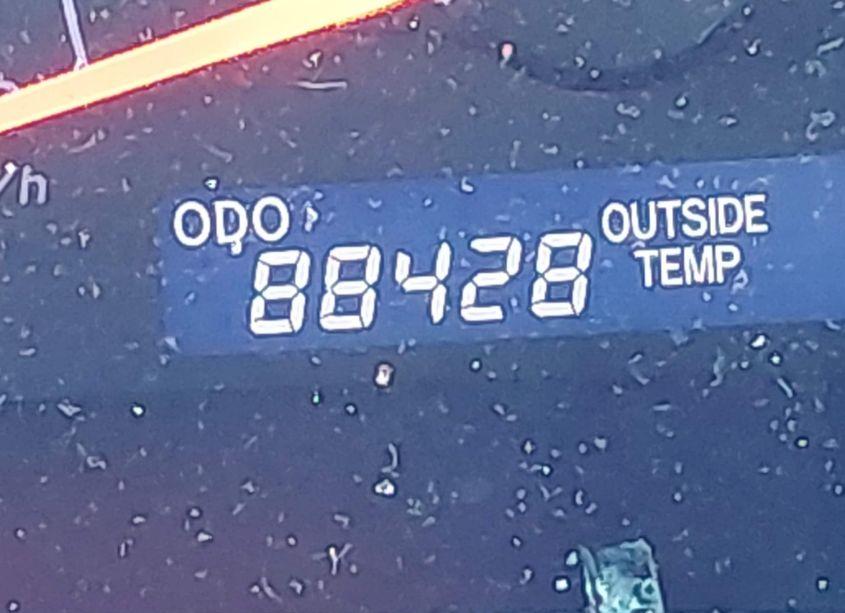 /h
ODO
88428
OUTSIDE
TEMP